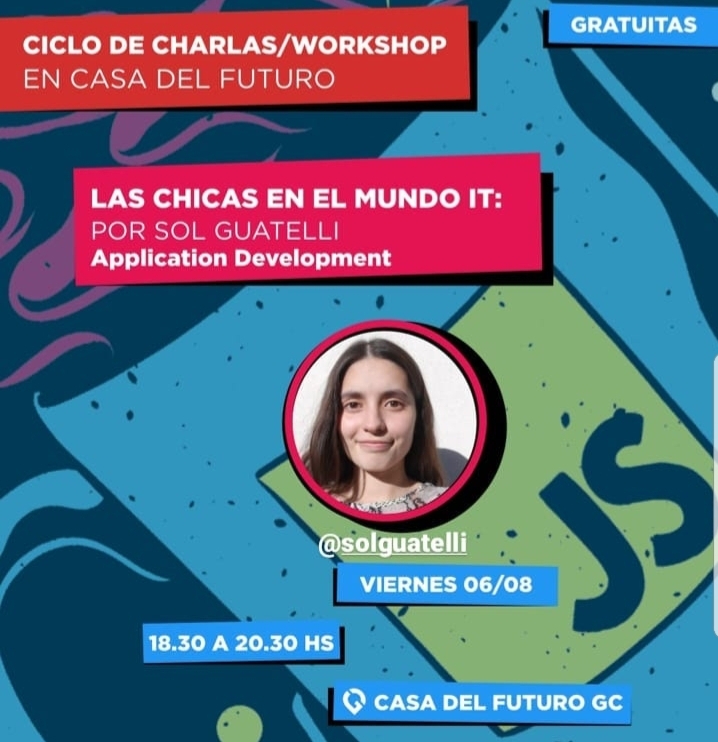 CICLO DE CHARLAS/WORKSHOP
EN CASA DEL FUTURO
GRATUITAS
LAS CHICAS EN EL MUNDO IT:
POR SOL GUATELLI
Application Development
@solguatelli
JS
VIERNES 06/08
18.30 A 20.30 HS
CASA DEL FUTURO GC